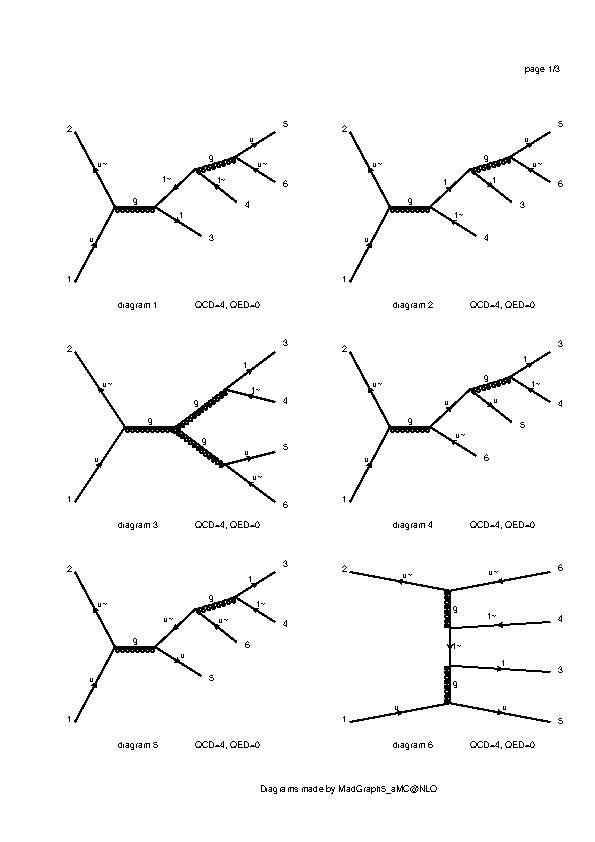 page 1/3
2
u~
u
1
g
1~
1
3
g
4
u
5
u~
6
diagram 1 QCD=4, QED=0
2
u~
u
1
g
1
1~
4
g
1
3
u
5
u~
6
diagram 2 QCD=4, QED=0
2
u~
u
1
g
g
1
3
1~
4
g
u
5
u~
6
diagram 3 QCD=4, QED=0
2
u~
u
1
g
u
u~
6
g
u
5
1
3
1~
4
diagram 4 QCD=4, QED=0
2
u~
u
1
g
u~
u
5
g
u~
6
1
3
1~
4
diagram 5 QCD=4, QED=0
2
u~
u~
6
g
1~
4
1~
1
3
g
1
u
u
5
diagram 6 QCD=4, QED=0
Diagrams made by MadGraph5_aMC@NLO